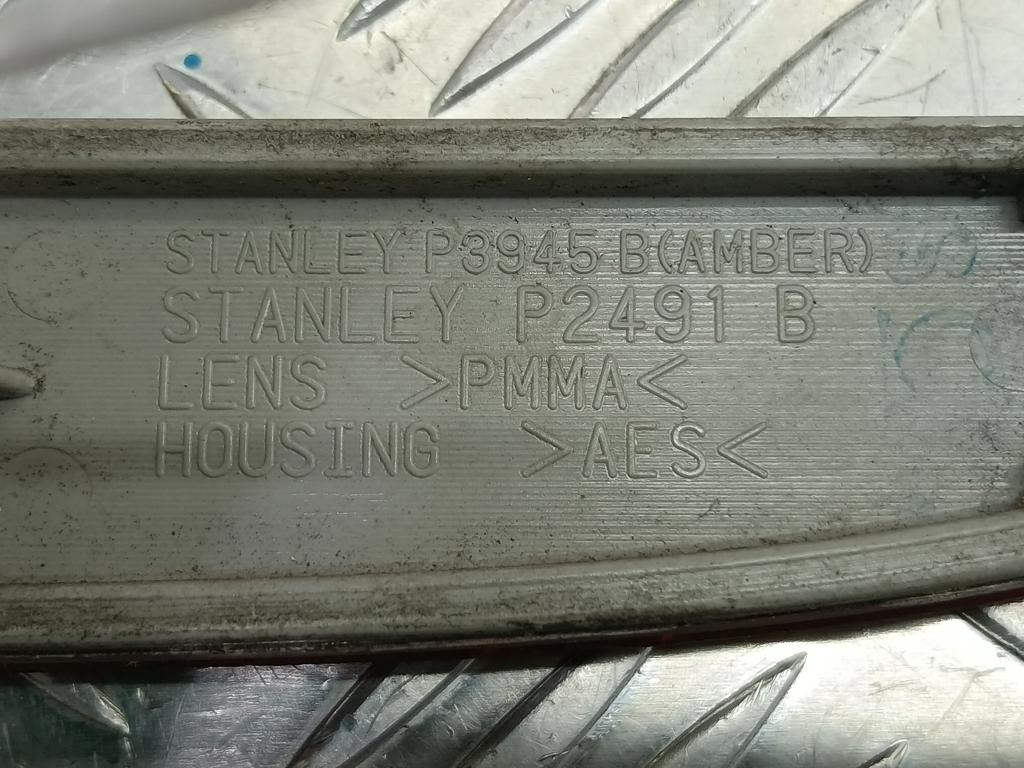 STANLEY P3945 B(AMBER)
STANLEY P2491 B
LENS >PMMA<
HOUSING >AES<